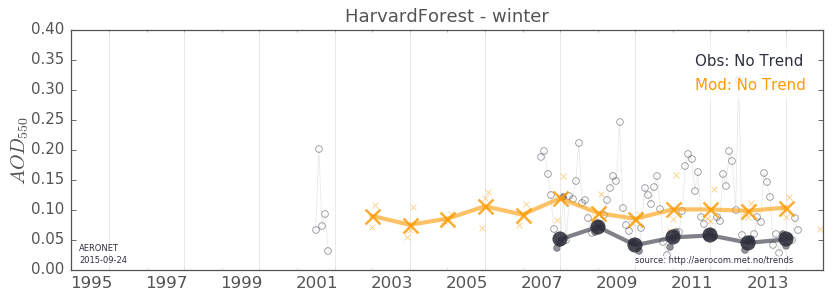 HarvardForest - winter
0.40
0.35
0.30
0.25
0.20
0.15
0.10
0.05
0.00
AOD550
Obs: No Trend
Mod: No Trend
AERONET
2015-09-24
source: http://aerocom.met.no/trends
1995 1997 1999 2001 2003 2005 2007 2009 2011 2013